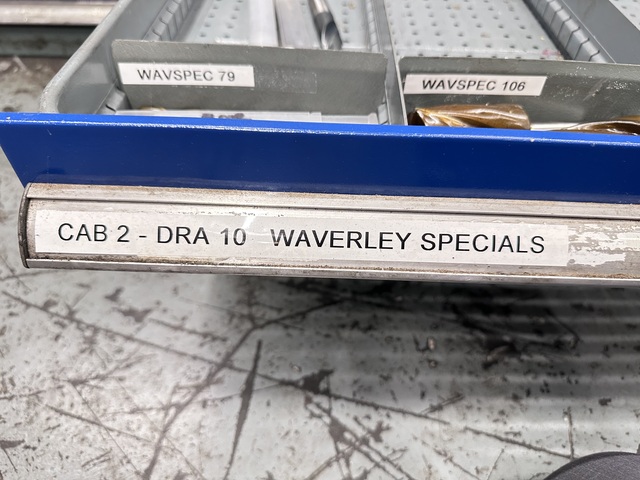 WAVSPEC 79
WAVSPEC 106
CAB 2 - DRA 10 WAVERLEY SPECIALS